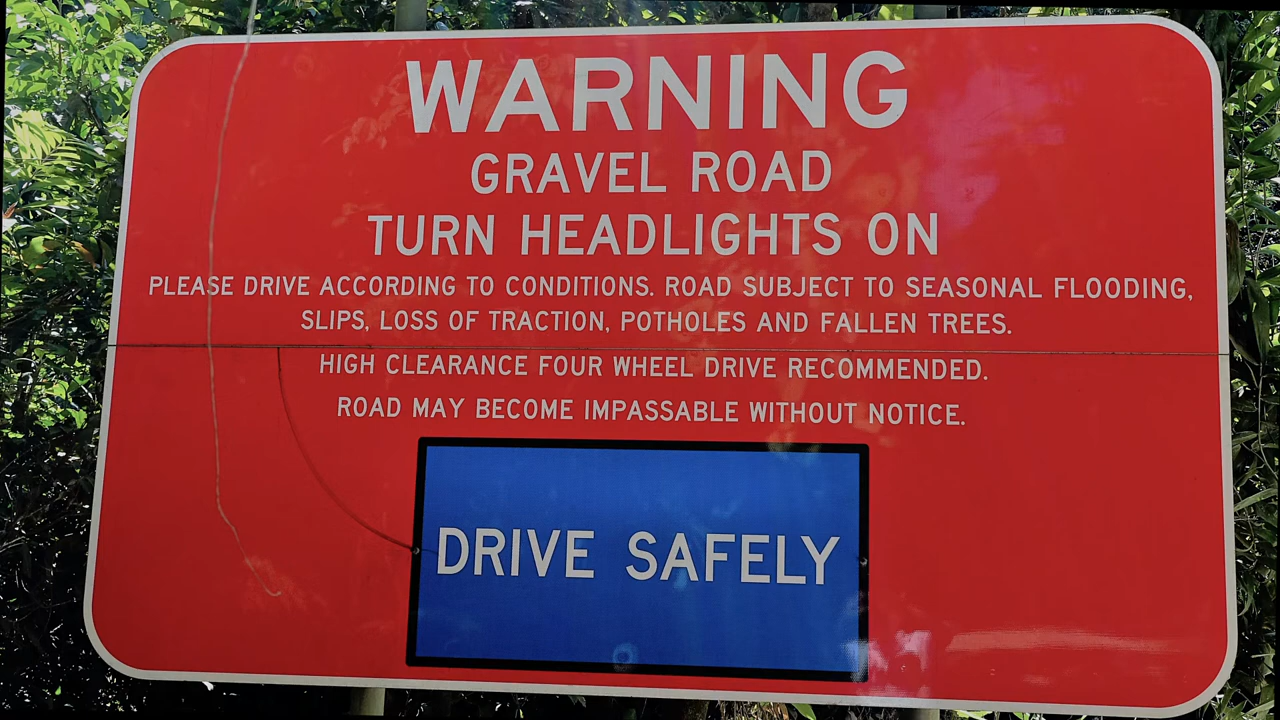 WARNING
GRAVEL ROAD
TURN HEADLIGHTS ON
PLEASE DRIVE ACCORDING TO CONDITIONS. ROAD SUBJECT TO SEASONAL FLOODING,
SLIPS, LOSS OF TRACTION, POTHOLES AND FALLEN TREES.
HIGH CLEARANCE FOUR WHEEL DRIVE RECOMMENDED.
ROAD MAY BECOME IMPASSABLE WITHOUT NOTICE.
DRIVE SAFELY